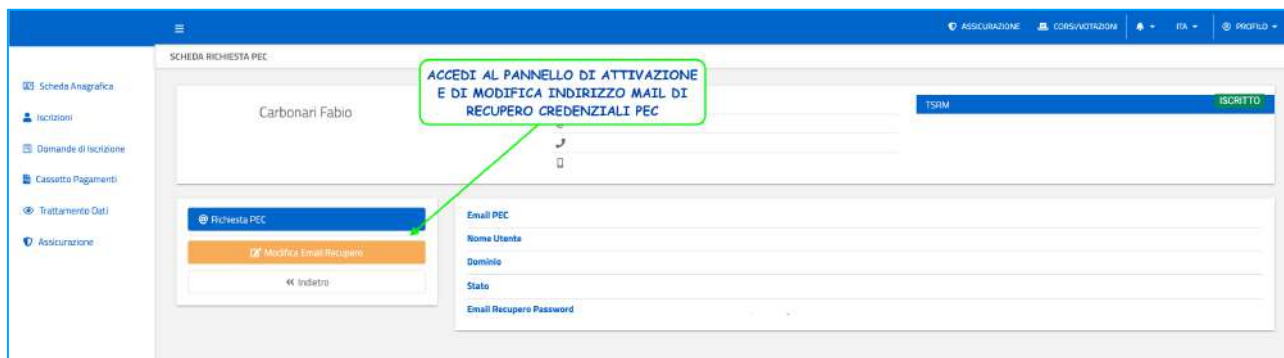 ASSICURAZIONE
CORSI/VOTAZIONI
ITA
PROFILO
SCHEDA RICHIESTA PEC
Scheda Anagrafica
Iscrizioni
Domande di Iscrizione
Cassetto Pagamenti
Trattamento Dati
Assicurazione
Carbonari Fabio
ACCEDI AL PANNELLO DI ATTIVAZIONE
E DI MODIFICA INDIRIZZO MAIL DI
RECUPERO CREDENZIALI PEC
TSRM
ISCRITTO
Richiesta PEC
Modifica Email Recupero
Indietro
Email PEC
Nome Utente
Dominio
Stato
Email Recupero Password